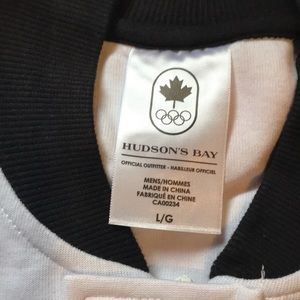 HUDSON'S BAY
OFFICIAL OUTFITTER - HABILLEUR OFFICIEL
MENS/HOMMES
MADE IN CHINA
FABRIQUÉ EN CHINE
CA00234
L/G